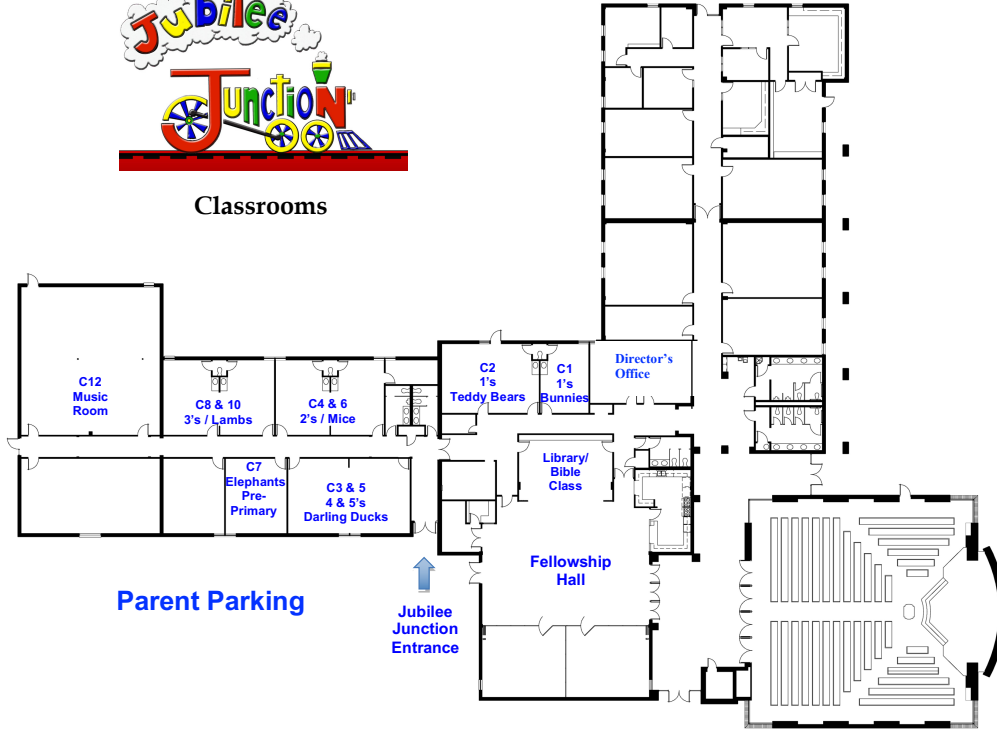 Jubilee
JUNCTION
Classrooms
C12
Music
Room
C8 & 10
3's / Lambs
C4 & 6
2's / Mice
C2
1's
Teddy Bears
C1
1's
Bunnies
Director's
Office
C7
Elephants
Pre-
Primary
C3 & 5
4 & 5's
Darling Ducks
Library/
Bible
Class
Fellowship
Hall
Parent Parking
Jubilee
Junction
Entrance